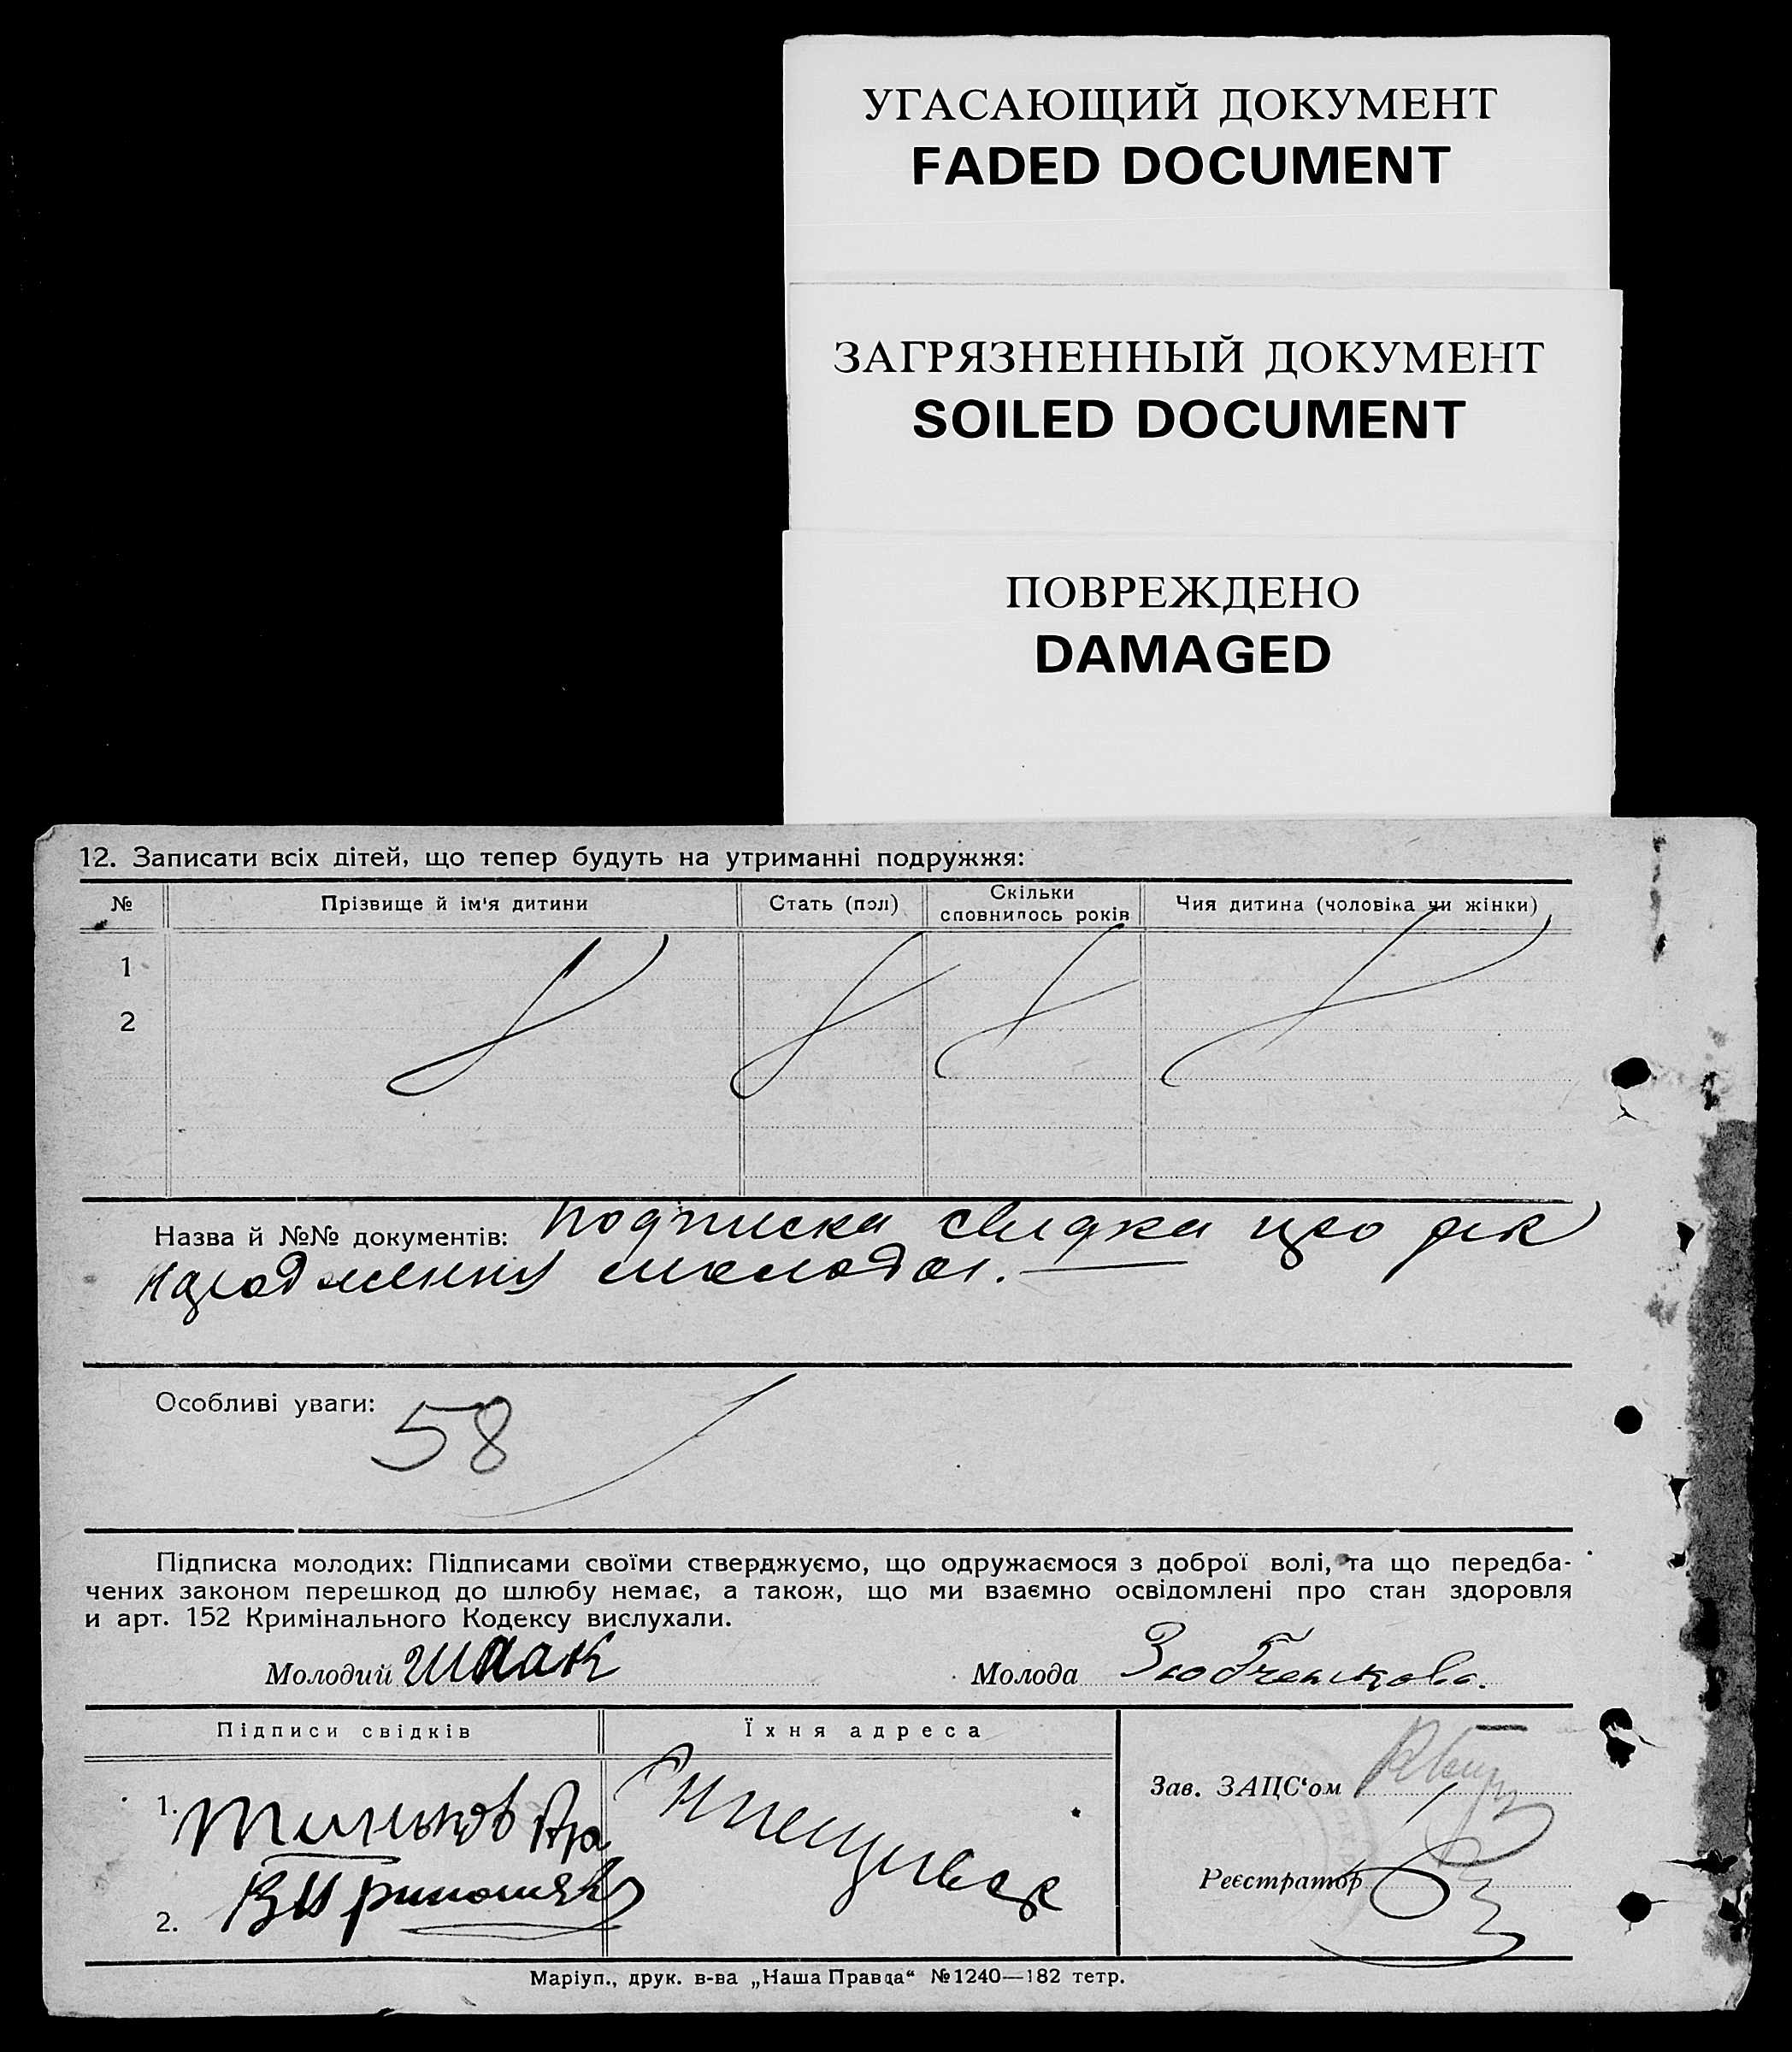 УГАСАЮЩИЙ ДОКУМЕНТ
FADED DOCUMENT
ЗАГРЯЗНЕННЫЙ ДОКУМЕНТ
SOILED DOCUMENT
ПОВРЕЖДЕНО
DAMAGED
12. Записати всіх дітей, що тепер будуть на утриманні подружжя:
№ Прізвище й ім'я дитини Стать (пол) Скільки сповнилось років Чия дитина (чоловіка чи жінки)
1
2
Назва й №№ документів: подписка свидка про рік
молодої.
Особливі уваги: 58
Підписка молодих: Підписами своїми стверджуємо, що одружаємося з доброї волі, та що передба-
чених законом перешкод до шлюбу немає, а також, що ми взаємно освідомлені про стан здоровля
и арт. 152 Кримінального Кодексу вислухали.
Молодий Шпак Молода
Підписи свідків Їхня адреса
Зав. ЗАЦС'ом
1.
Реєстратор
2.
Маріуп., друк. в-ва „Наша Правда“ №1240—182 тетр.